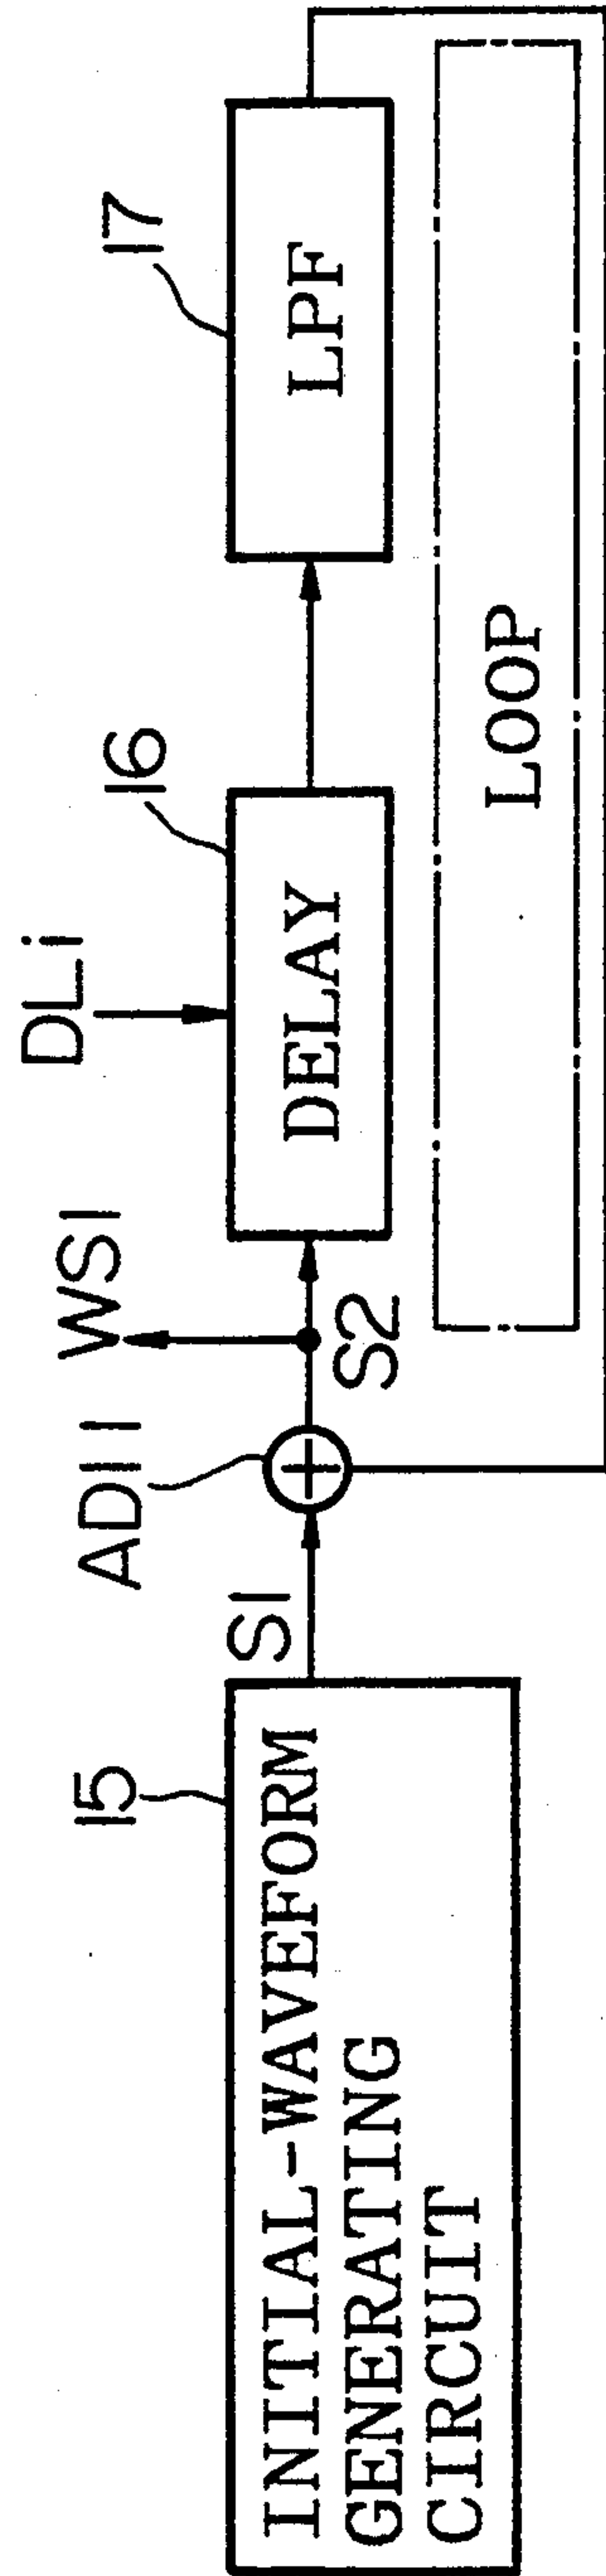 15
INITIAL-WAVEFORM
GENERATING
CIRCUIT
S1
AD11
WS1
S2
DLi
16
DELAY
17
LPF
LOOP